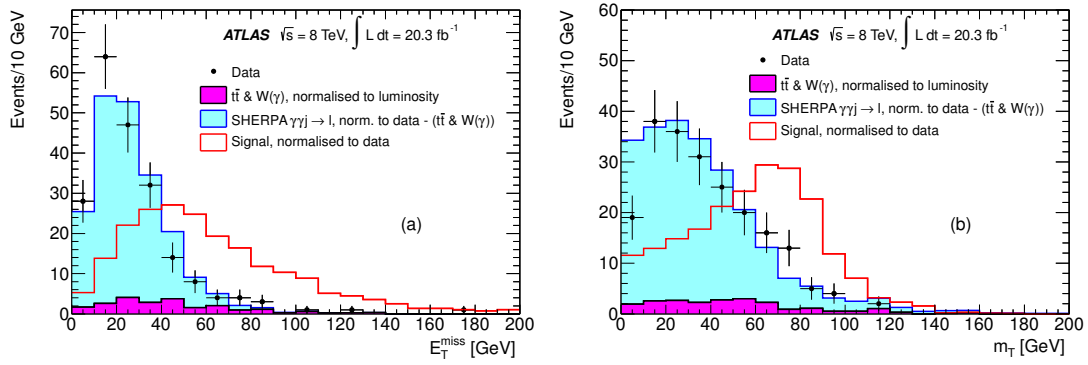 Events/10 GeV
70
60
50
40
30
20
10
0
ATLAS √s = 8 TeV, ∫ L dt = 20.3 fb⁻¹
Data
tt̄ & W(γ), normalised to luminosity
SHERPA γγj → l, norm. to data - (tt̄ & W(γ))
Signal, normalised to data
(a)
0 20 40 60 80 100 120 140 160 180 200
E_T^miss [GeV]
Events/10 GeV
60
50
40
30
20
10
0
ATLAS √s = 8 TeV, ∫ L dt = 20.3 fb⁻¹
Data
tt̄ & W(γ), normalised to luminosity
SHERPA γγj → l, norm. to data - (tt̄ & W(γ))
Signal, normalised to data
(b)
0 20 40 60 80 100 120 140 160 180 200
m_T [GeV]